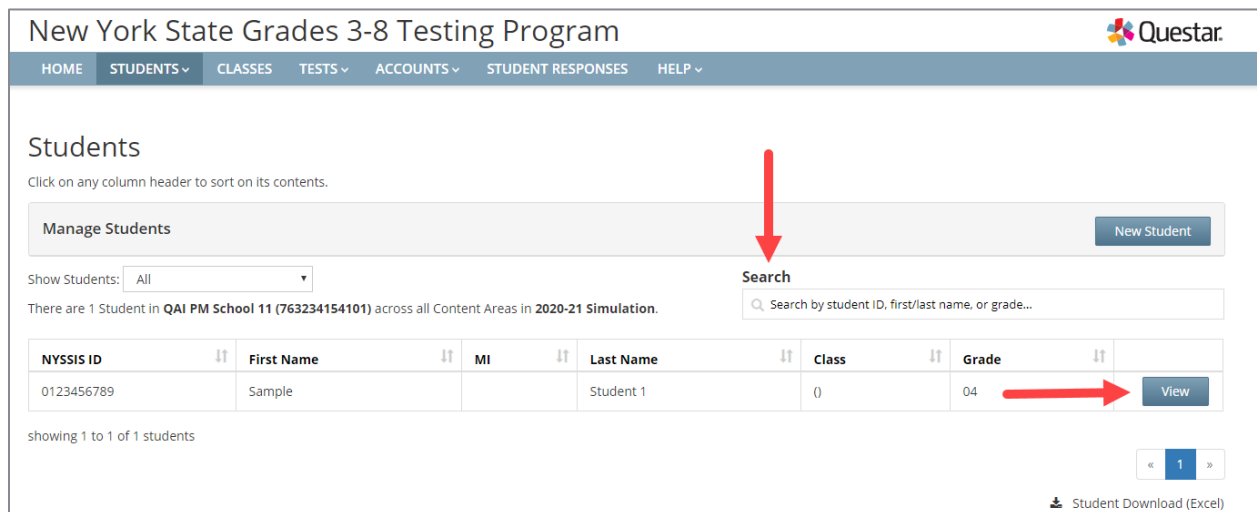 New York State Grades 3-8 Testing Program
Questar.
HOME STUDENTS CLASSES TESTS ACCOUNTS STUDENT RESPONSES HELP
Students
Click on any column header to sort on its contents.
Manage Students
New Student
Show Students: All
Search
There are 1 Student in QAI PM School 11 (763234154101) across all Content Areas in 2020-21 Simulation.
Search by student ID, first/last name, or grade...
NYSSIS ID First Name MI Last Name Class Grade
0123456789 Sample Student 1 () 04 View
showing 1 to 1 of 1 students
« 1 »
Student Download (Excel)